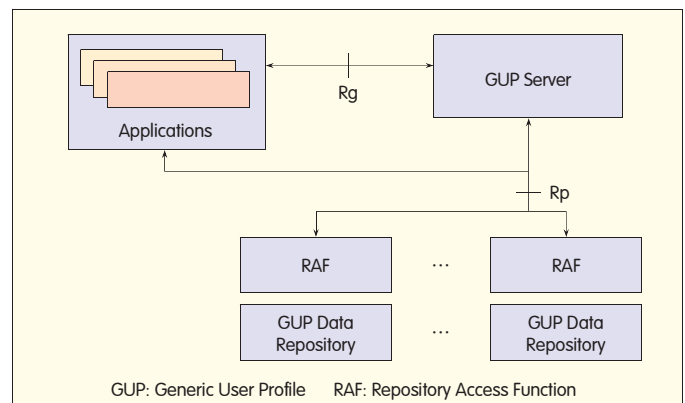 Applications
Rg
GUP Server
Rp
RAF
...
RAF
GUP Data
Repository
...
GUP Data
Repository
GUP: Generic User Profile RAF: Repository Access Function